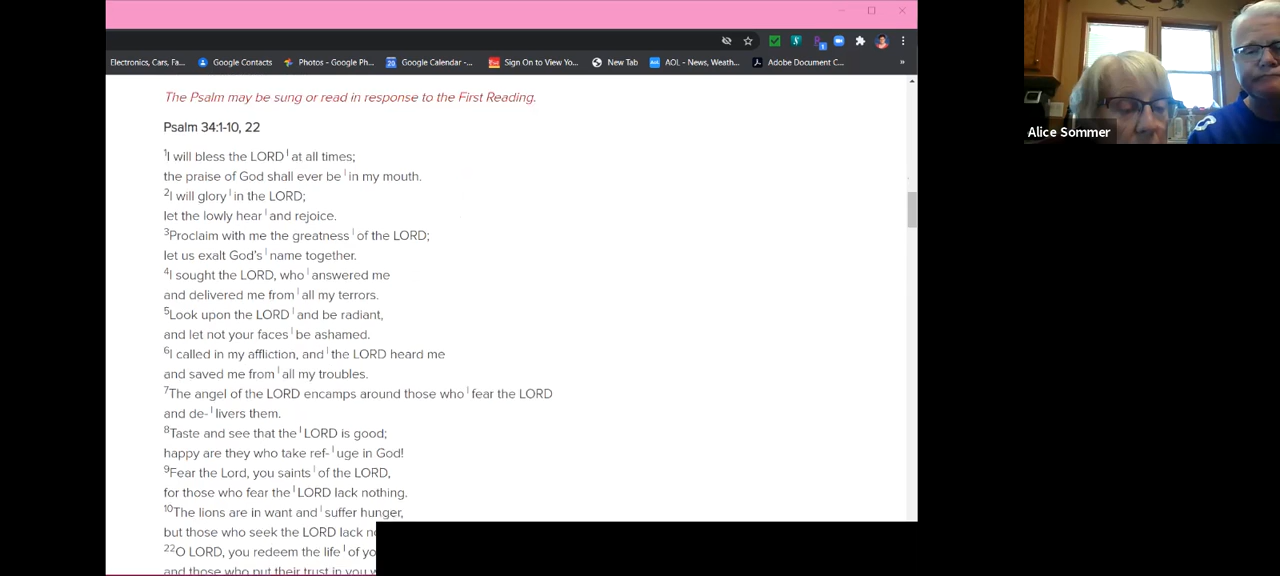 Electronics, Cars, Fa... Google Contacts Photos - Google Ph... Google Calendar -... Sign On to View Yo... New Tab AOL - News, Weath... Adobe Document C... »
The Psalm may be sung or read in response to the First Reading.
Psalm 34:1-10, 22
1I will bless the LORD | at all times;
the praise of God shall ever be | in my mouth.
2I will glory | in the LORD;
let the lowly hear | and rejoice.
3Proclaim with me the greatness | of the LORD;
let us exalt God's | name together.
4I sought the LORD, who | answered me
and delivered me from | all my terrors.
5Look upon the LORD | and be radiant,
and let not your faces | be ashamed.
6I called in my affliction, and | the LORD heard me
and saved me from | all my troubles.
7The angel of the LORD encamps around those who | fear the LORD
and de- | livers them.
8Taste and see that the | LORD is good;
happy are they who take ref- | uge in God!
9Fear the Lord, you saints | of the LORD,
for those who fear the | LORD lack nothing.
10The lions are in want and | suffer hunger,
but those who seek the LORD lack
22O LORD, you redeem the life | of
and those who put their trust in you
Alice Sommer